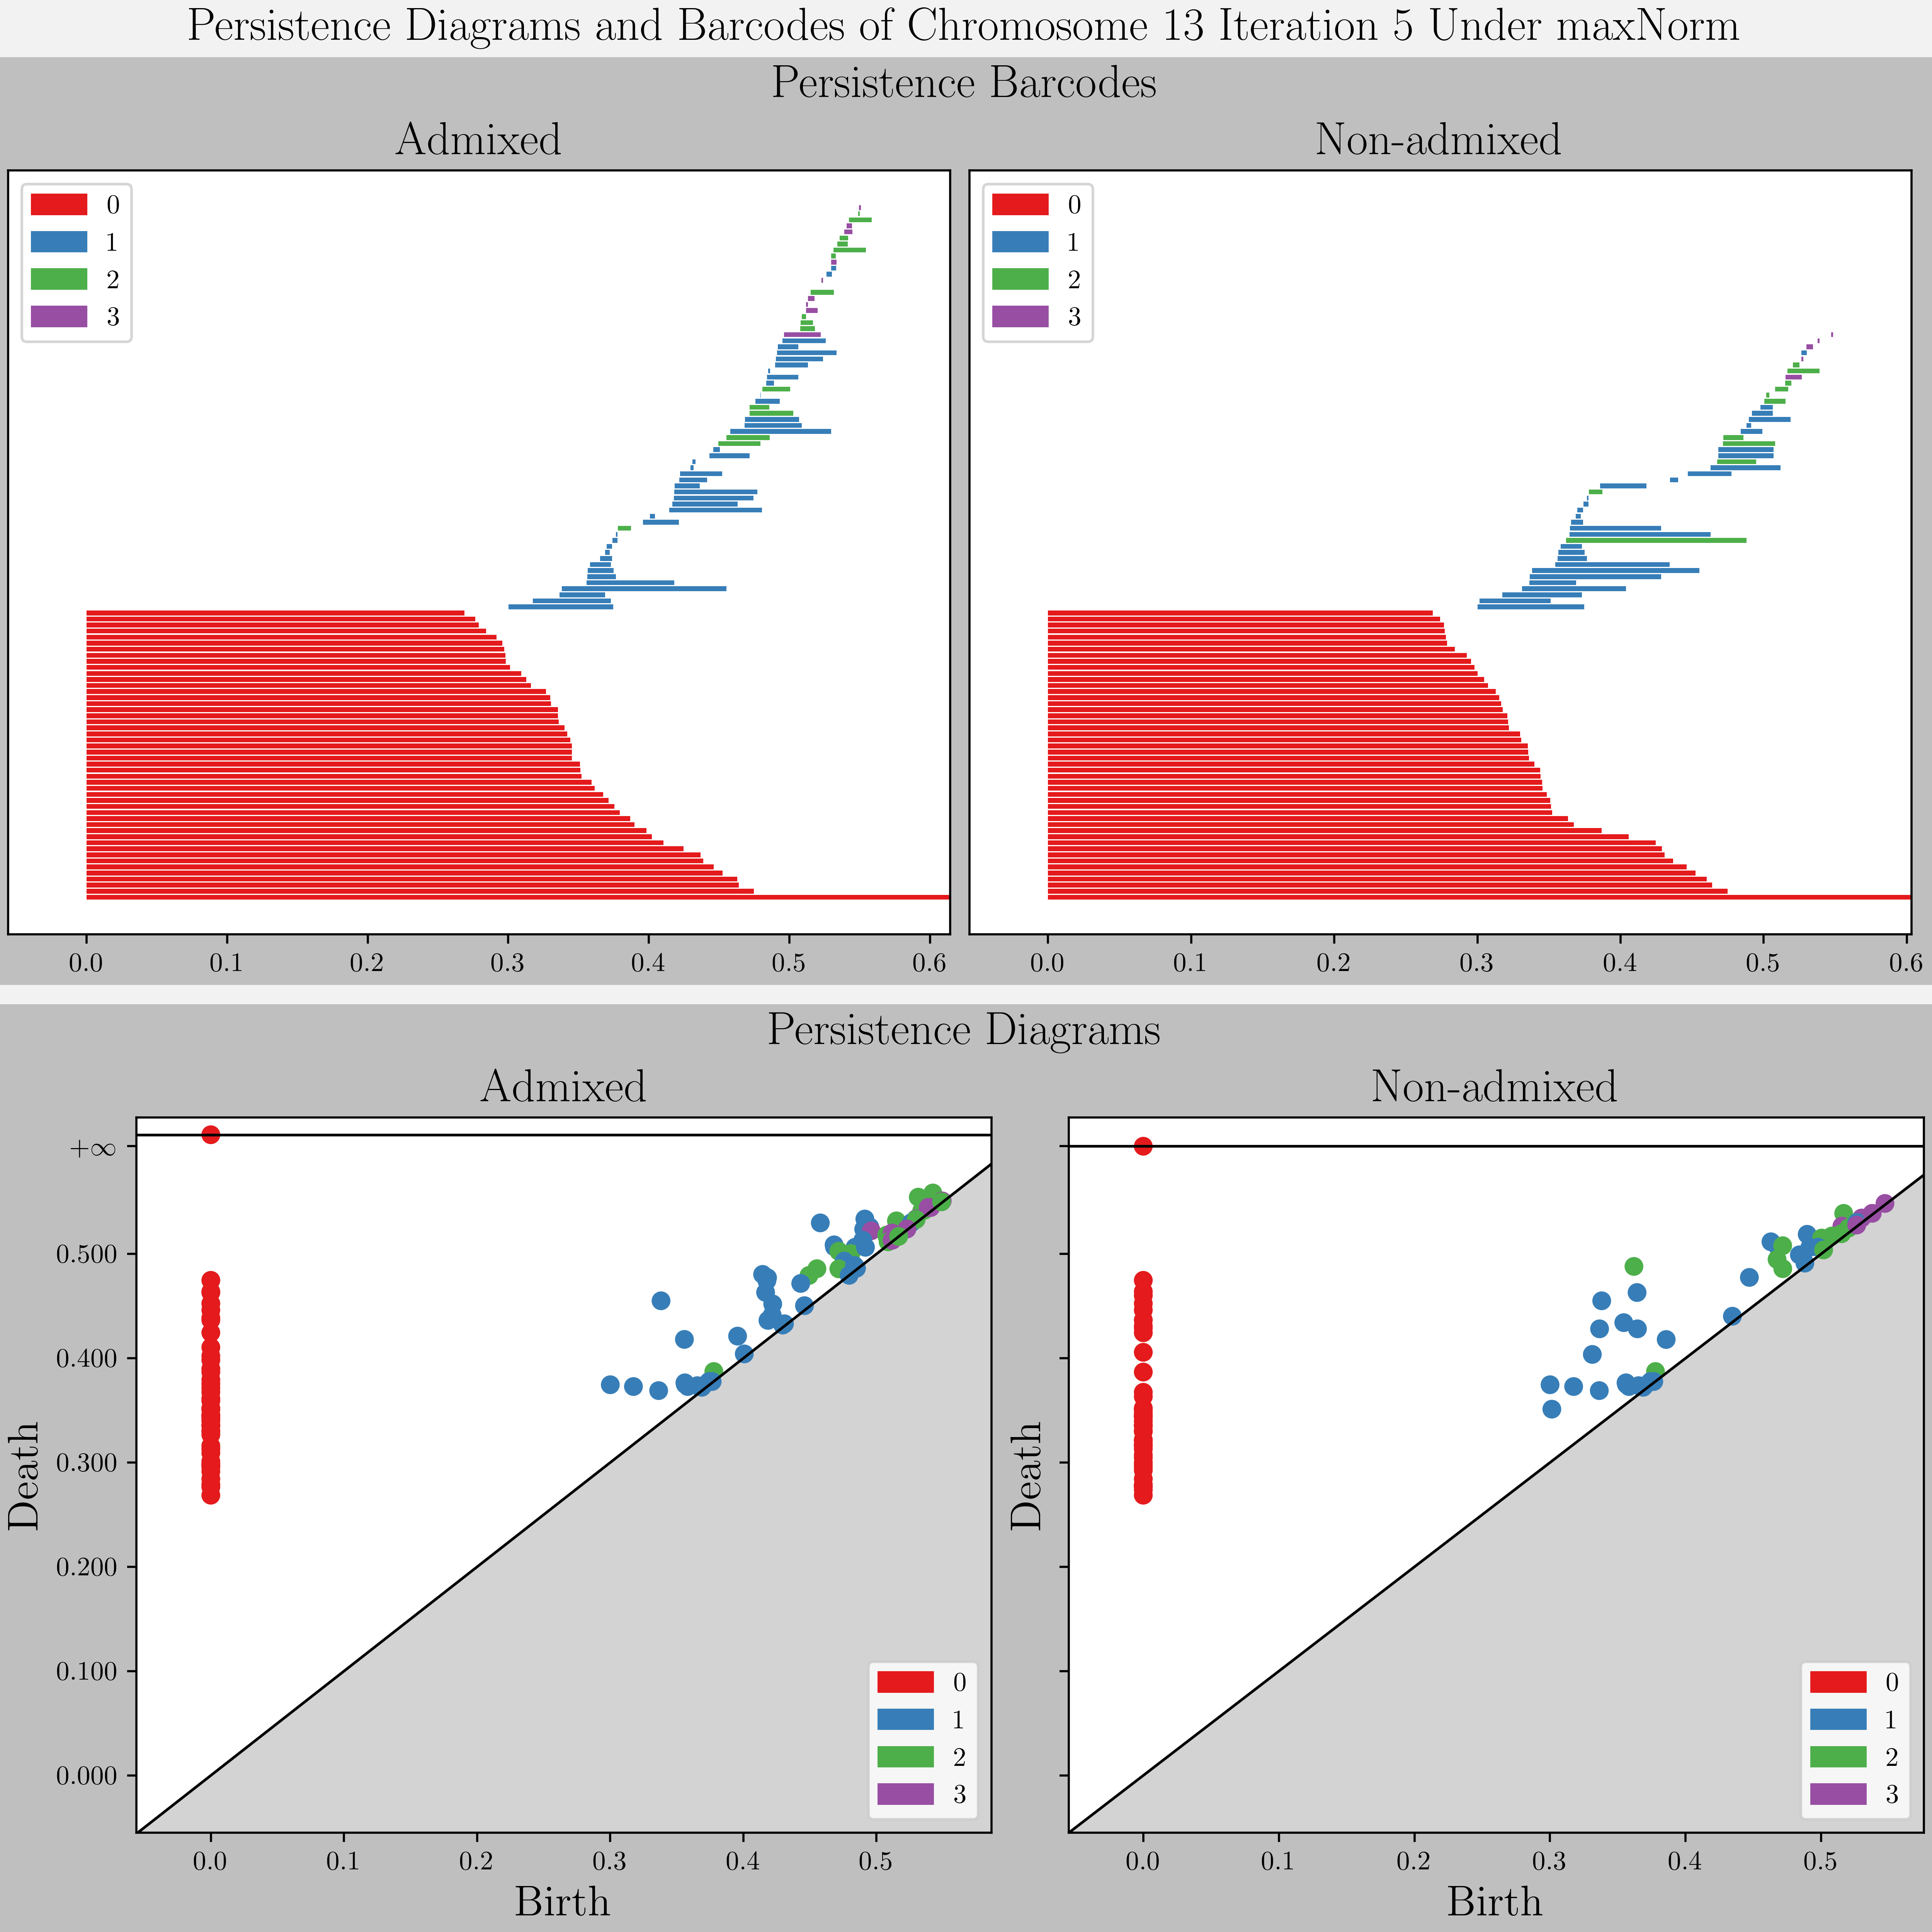 Persistence Diagrams and Barcodes of Chromosome 13 Iteration 5 Under maxNorm
Persistence Barcodes
Admixed
0
1
2
3
0.0 0.1 0.2 0.3 0.4 0.5 0.6
Non-admixed
0
1
2
3
0.0 0.1 0.2 0.3 0.4 0.5 0.6
Persistence Diagrams
Admixed
Death
+∞
0.500
0.400
0.300
0.200
0.100
0.000
0
1
2
3
0.0 0.1 0.2 0.3 0.4 0.5
Birth
Non-admixed
Death
0
1
2
3
0.0 0.1 0.2 0.3 0.4 0.5
Birth